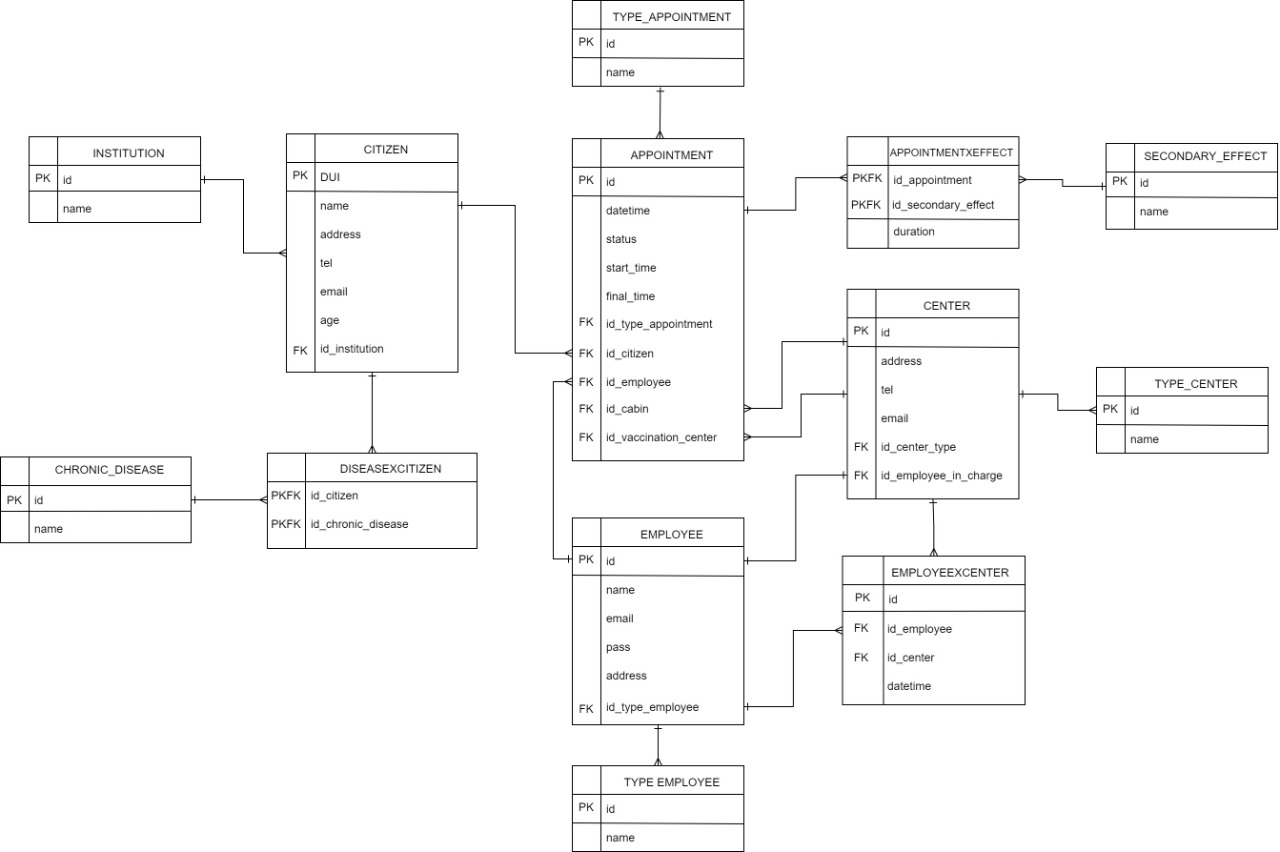 TYPE_APPOINTMENT
PK id
name
INSTITUTION
PK id
name
CITIZEN
PK DUI
name
address
tel
email
age
FK id_institution
APPOINTMENT
PK id
datetime
status
start_time
final_time
FK id_type_appointment
FK id_citizen
FK id_employee
FK id_cabin
FK id_vaccination_center
APPOINTMENTXEFFECT
PKFK id_appointment
PKFK id_secondary_effect
duration
SECONDARY_EFFECT
PK id
name
CENTER
PK id
address
tel
email
FK id_center_type
FK id_employee_in_charge
TYPE_CENTER
PK id
name
CHRONIC_DISEASE
PK id
name
DISEASEXCITIZEN
PKFK id_citizen
PKFK id_chronic_disease
EMPLOYEE
PK id
name
email
pass
address
FK id_type_employee
EMPLOYEEXCENTER
PK id
FK id_employee
FK id_center
datetime
TYPE EMPLOYEE
PK id
name